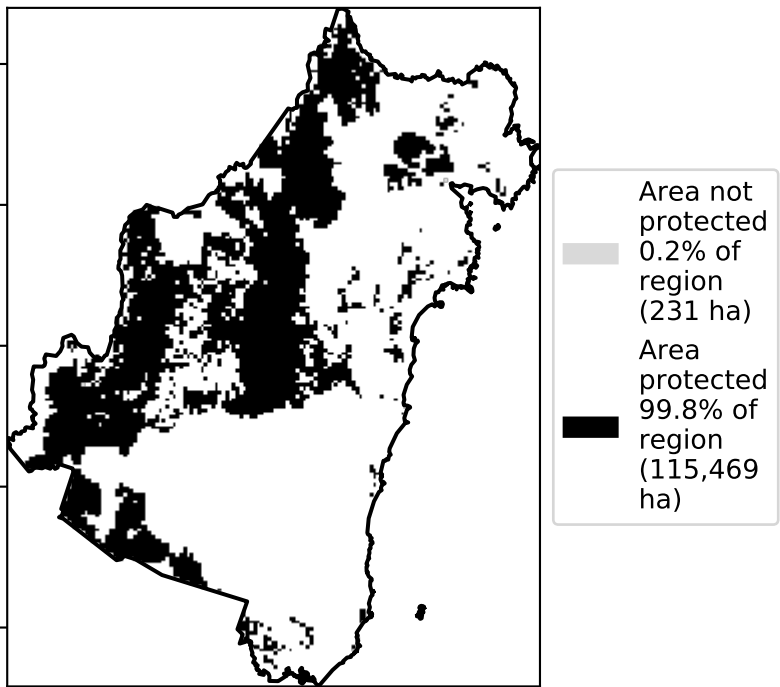 Area not
protected
0.2% of
region
(231 ha)
Area
protected
99.8% of
region
(115,469
ha)